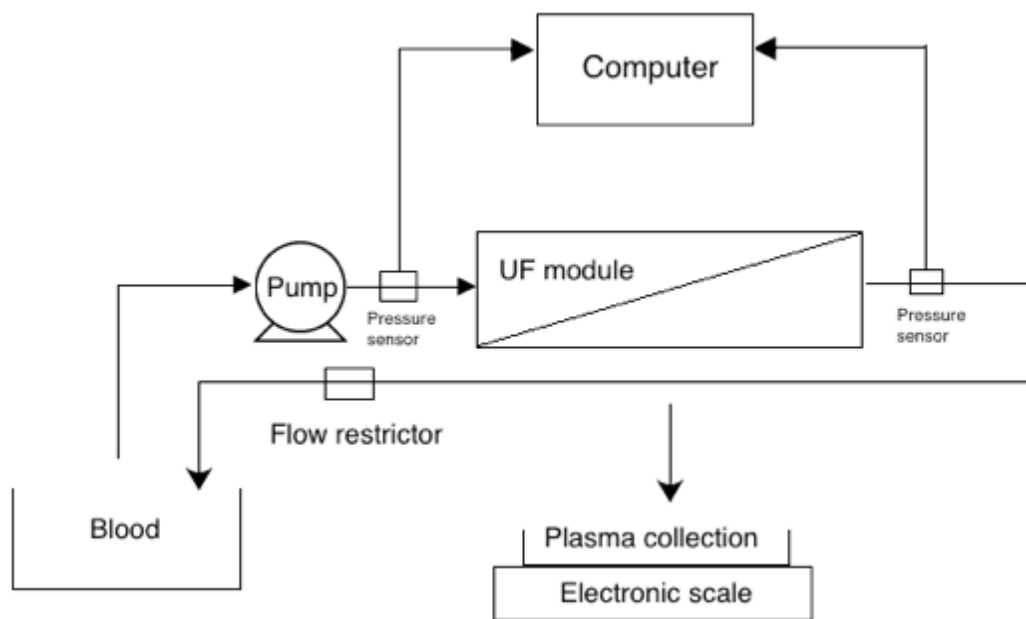 Computer
UF module
Pump
Pressure
sensor
Pressure
sensor
Flow restrictor
Blood
Plasma collection
Electronic scale